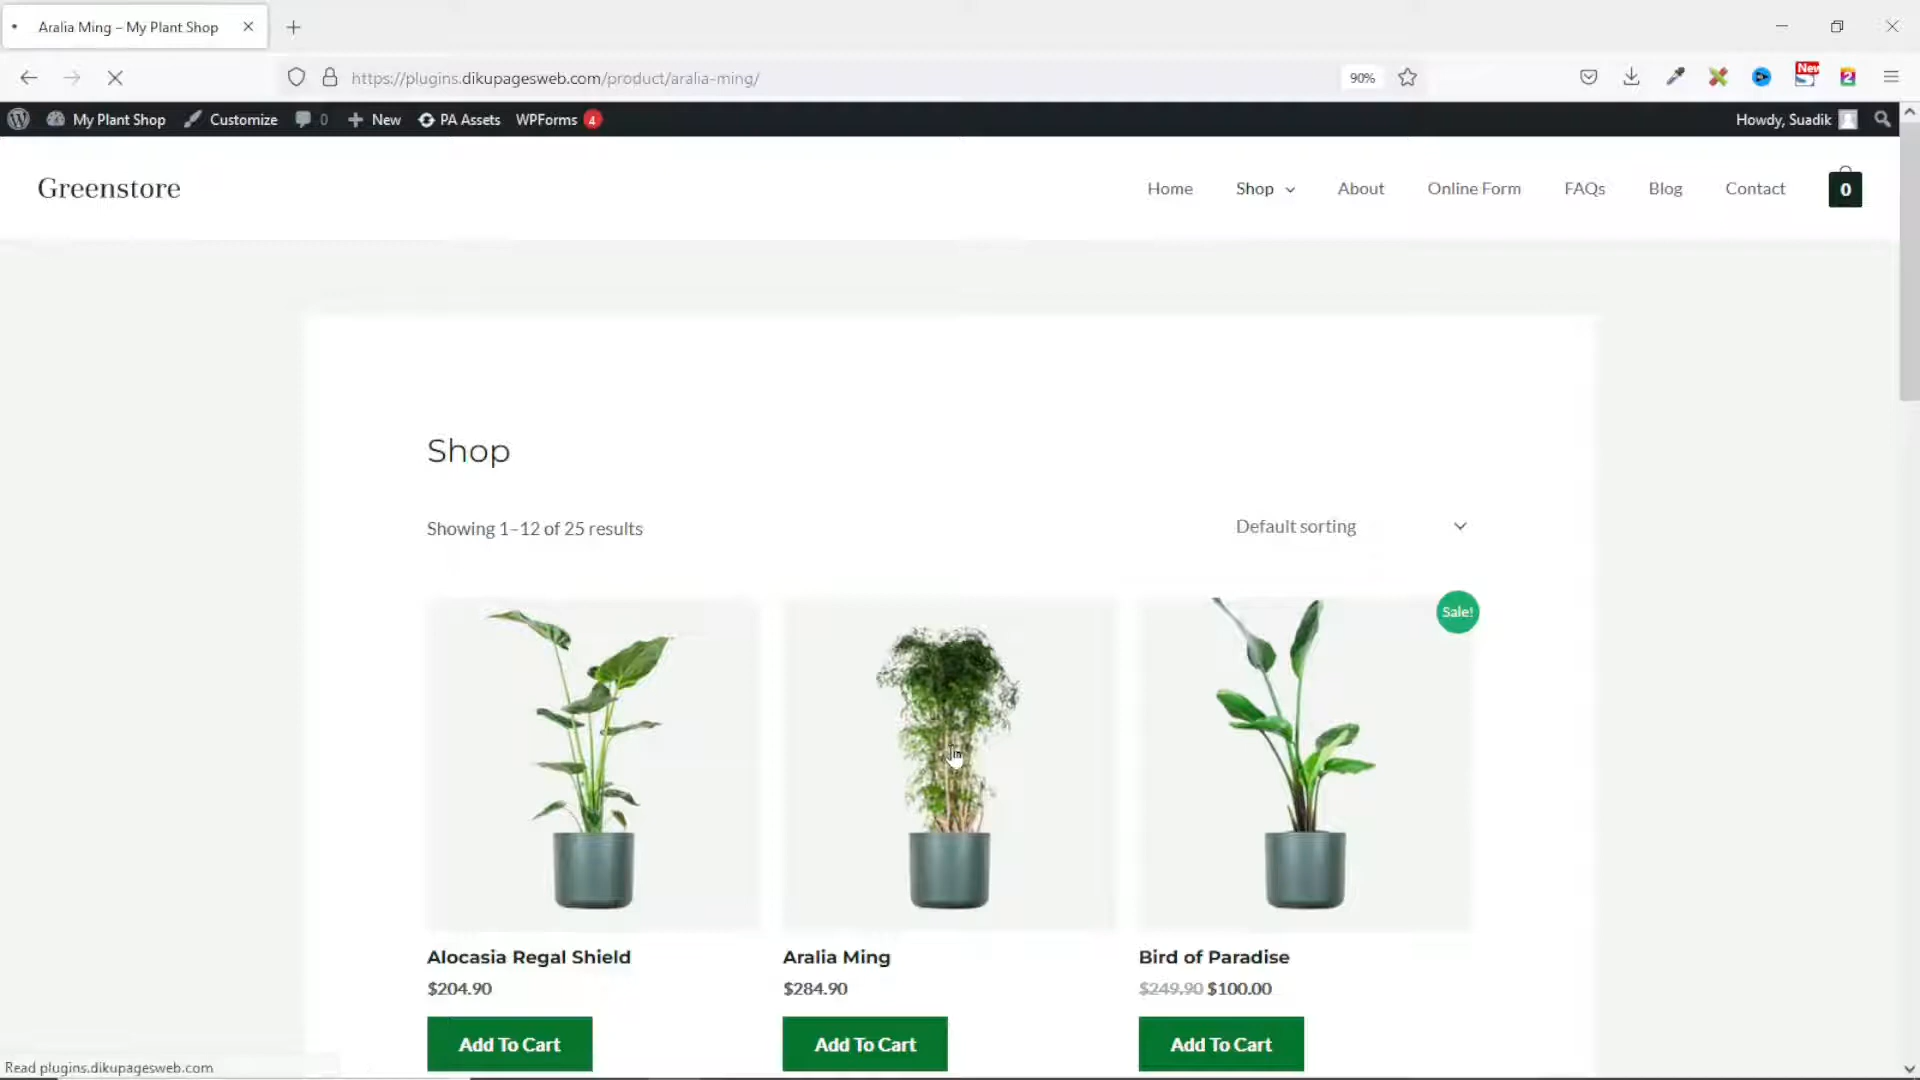 Aralia Ming – My Plant Shop
https://plugins.dikupagesweb.com/product/aralia-ming/
90%
New
2
My Plant Shop
Customize
0
New
PA Assets
WPForms 4
Howdy, Suadik
Greenstore
Home
Shop
About
Online Form
FAQs
Blog
Contact
0
Shop
Showing 1–12 of 25 results
Default sorting
Sale!
Alocasia Regal Shield
$204.90
Add To Cart
Aralia Ming
$284.90
Add To Cart
Bird of Paradise
$249.90 $100.00
Add To Cart
Read plugins.dikupagesweb.com